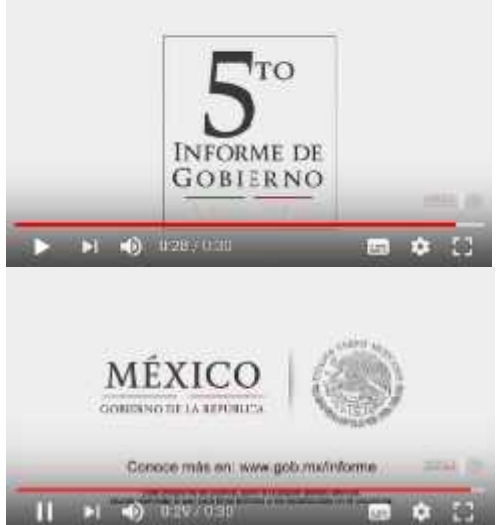 5TO
INFORME DE
GOBIERNO
0:28 / 0:30
MÉXICO
GOBIERNO DE LA REPÚBLICA
Conoce más en: www.gob.mx/informe
0:29 / 0:30